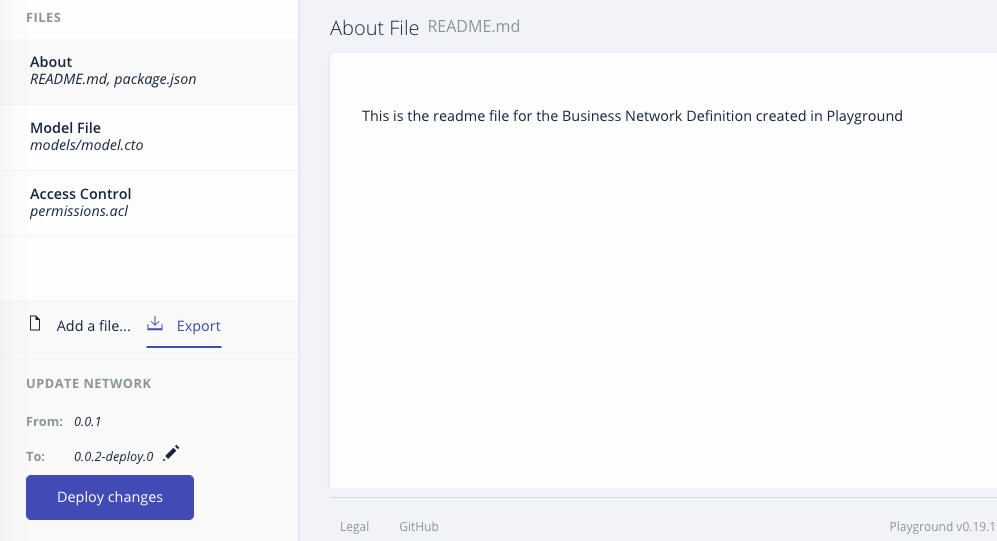 FILES
About
README.md, package.json
Model File
models/model.cto
Access Control
permissions.acl
Add a file...
Export
UPDATE NETWORK
From: 0.0.1
To: 0.0.2-deploy.0
Deploy changes
About File README.md
This is the readme file for the Business Network Definition created in Playground
Legal
GitHub
Playground v0.19.1